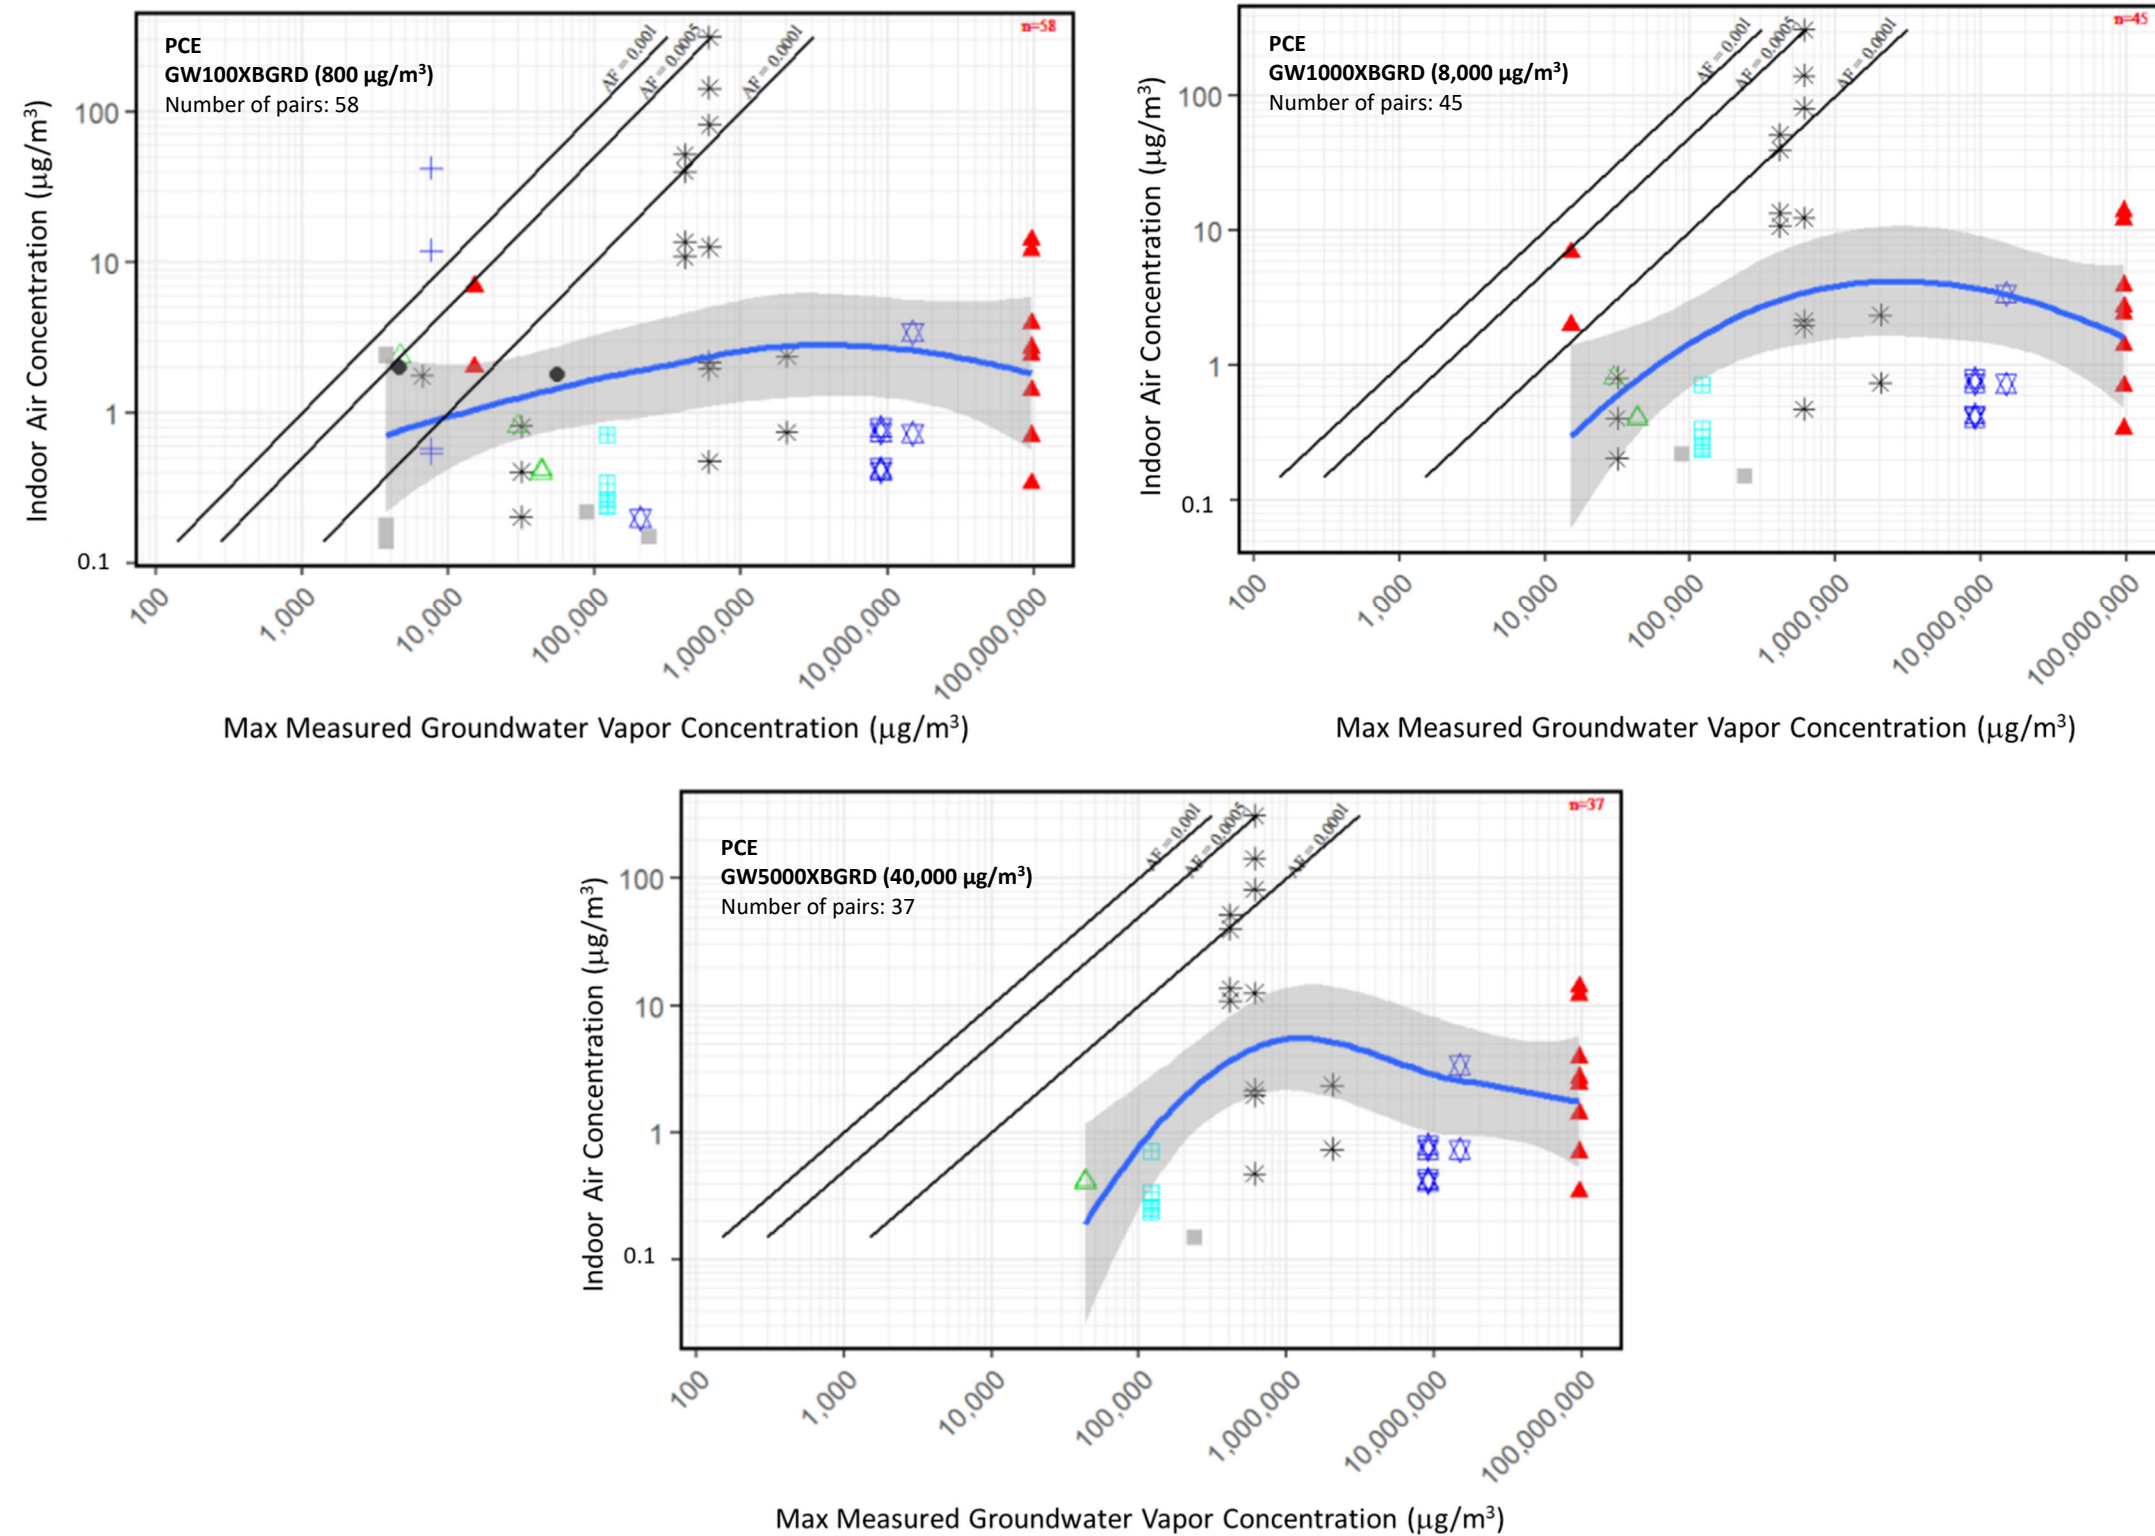 PCE
GW100XBGRD (800 µg/m³)
Number of pairs: 58
n=58
AF = 0.001
AF = 0.0005
AF = 0.0001
Indoor Air Concentration (µg/m³)
100
10
1
0.1
100
1,000
10,000
100,000
1,000,000
10,000,000
100,000,000
Max Measured Groundwater Vapor Concentration (µg/m³)
PCE
GW1000XBGRD (8,000 µg/m³)
Number of pairs: 45
n=45
AF = 0.001
AF = 0.0005
AF = 0.0001
Indoor Air Concentration (µg/m³)
100
10
1
0.1
100
1,000
10,000
100,000
1,000,000
10,000,000
100,000,000
Max Measured Groundwater Vapor Concentration (µg/m³)
PCE
GW5000XBGRD (40,000 µg/m³)
Number of pairs: 37
n=37
AF = 0.001
AF = 0.0005
AF = 0.0001
Indoor Air Concentration (µg/m³)
100
10
1
0.1
100
1,000
10,000
100,000
1,000,000
10,000,000
100,000,000
Max Measured Groundwater Vapor Concentration (µg/m³)